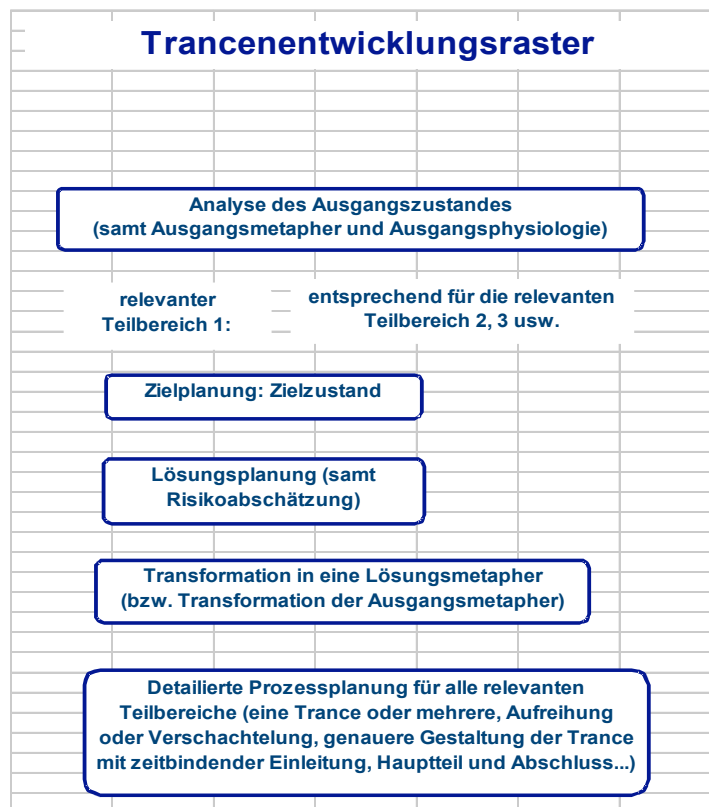 Trancenentwicklungsraster
Analyse des Ausgangszustandes
(samt Ausgangsmetapher und Ausgangsphysiologie)
relevanter
Teilbereich 1:
entsprechend für die relevanten
Teilbereich 2, 3 usw.
Zielplanung: Zielzustand
Lösungsplanung (samt
Risikoabschätzung)
Transformation in eine Lösungsmetapher
(bzw. Transformation der Ausgangsmetapher)
Detailierte Prozessplanung für alle relevanten
Teilbereiche (eine Trance oder mehrere, Aufreihung
oder Verschachtelung, genauere Gestaltung der Trance
mit zeitbindender Einleitung, Hauptteil und Abschluss...)